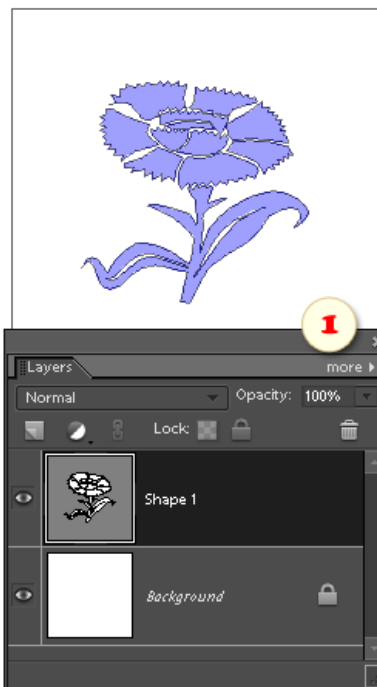 1
Layers
more
Normal Opacity: 100%
Lock:
Shape 1
Background